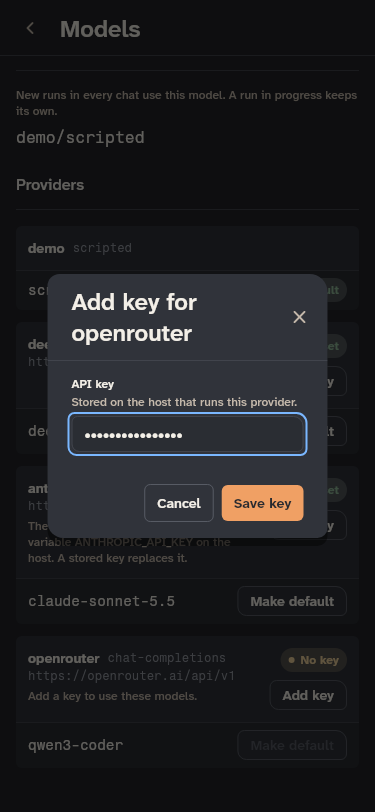 Models
New runs in every chat use this model. A run in progress keeps
its own.
demo/scripted
Providers
demo scripted
Add key for
openrouter
API key
Stored on the host that runs this provider.
••••••••••••••••
Cancel
Save key
variable ANTHROPIC_API_KEY on the
host. A stored key replaces it.
claude-sonnet-5.5
Make default
openrouter chat-completions
No key
https://openrouter.ai/api/v1
Add a key to use these models.
Add key
qwen3-coder
Make default